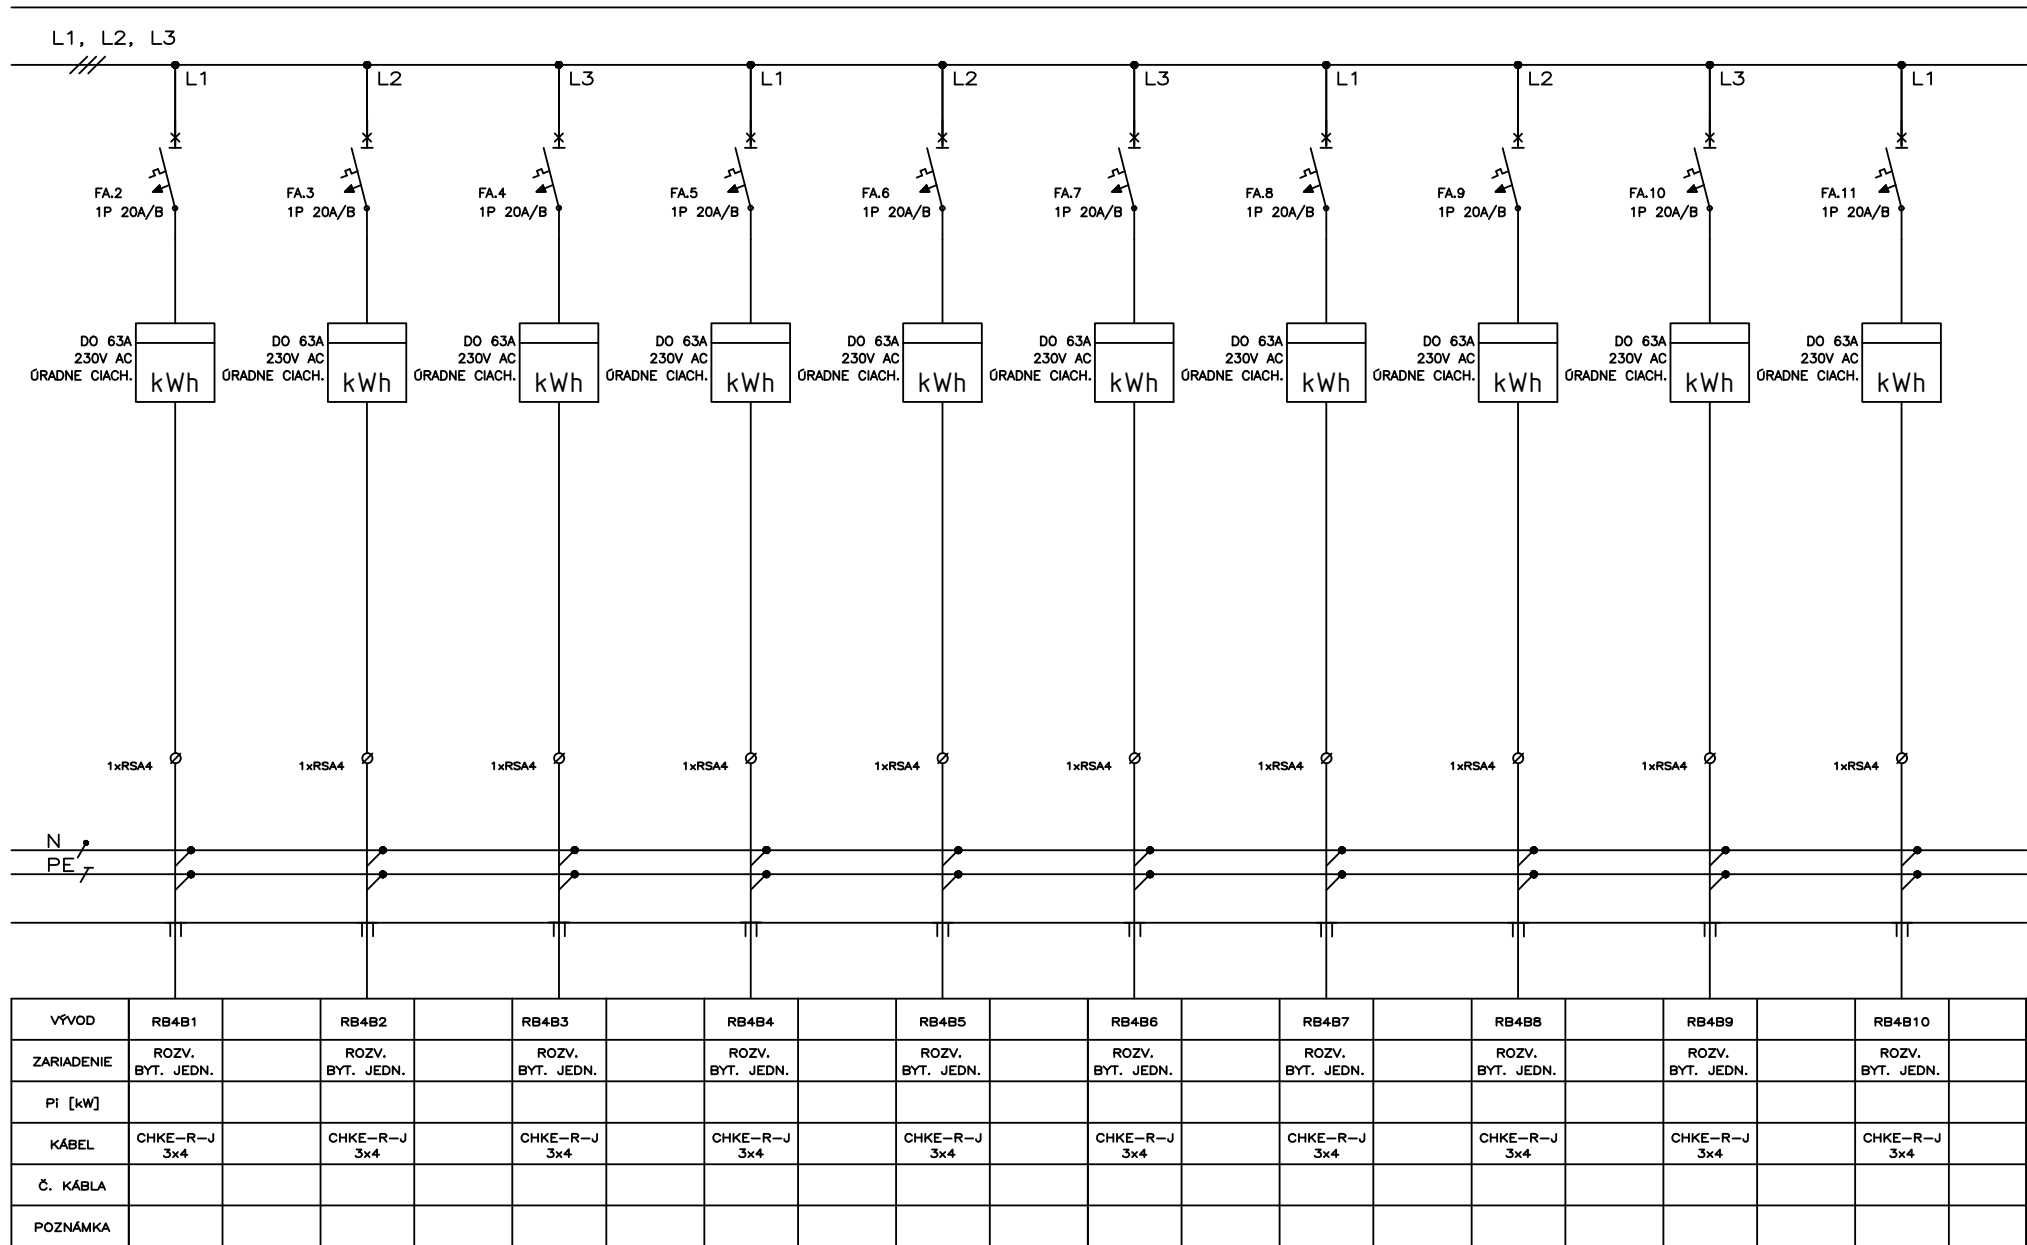 L1, L2, L3
L1 L2 L3 L1 L2 L3 L1 L2 L3 L1
FA.2 FA.3 FA.4 FA.5 FA.6 FA.7 FA.8 FA.9 FA.10 FA.11
1P 20A/B 1P 20A/B 1P 20A/B 1P 20A/B 1P 20A/B 1P 20A/B 1P 20A/B 1P 20A/B 1P 20A/B 1P 20A/B
DO 63A DO 63A DO 63A DO 63A DO 63A DO 63A DO 63A DO 63A DO 63A DO 63A
230V AC 230V AC 230V AC 230V AC 230V AC 230V AC 230V AC 230V AC 230V AC 230V AC
ÚRADNE CIACH. kWh ÚRADNE CIACH. kWh ÚRADNE CIACH. kWh ÚRADNE CIACH. kWh ÚRADNE CIACH. kWh ÚRADNE CIACH. kWh ÚRADNE CIACH. kWh ÚRADNE CIACH. kWh ÚRADNE CIACH. kWh ÚRADNE CIACH. kWh
1xRSA4 1xRSA4 1xRSA4 1xRSA4 1xRSA4 1xRSA4 1xRSA4 1xRSA4 1xRSA4 1xRSA4
N
PE
VÝVOD RB4B1 RB4B2 RB4B3 RB4B4 RB4B5 RB4B6 RB4B7 RB4B8 RB4B9 RB4B10
ZARIADENIE ROZV. ROZV. ROZV. ROZV. ROZV. ROZV. ROZV. ROZV. ROZV. ROZV.
BYT. JEDN. BYT. JEDN. BYT. JEDN. BYT. JEDN. BYT. JEDN. BYT. JEDN. BYT. JEDN. BYT. JEDN. BYT. JEDN. BYT. JEDN.
Pi [kW]
KÁBEL CHKE-R-J CHKE-R-J CHKE-R-J CHKE-R-J CHKE-R-J CHKE-R-J CHKE-R-J CHKE-R-J CHKE-R-J CHKE-R-J
3x4 3x4 3x4 3x4 3x4 3x4 3x4 3x4 3x4 3x4
Č. KÁBLA
POZNÁMKA